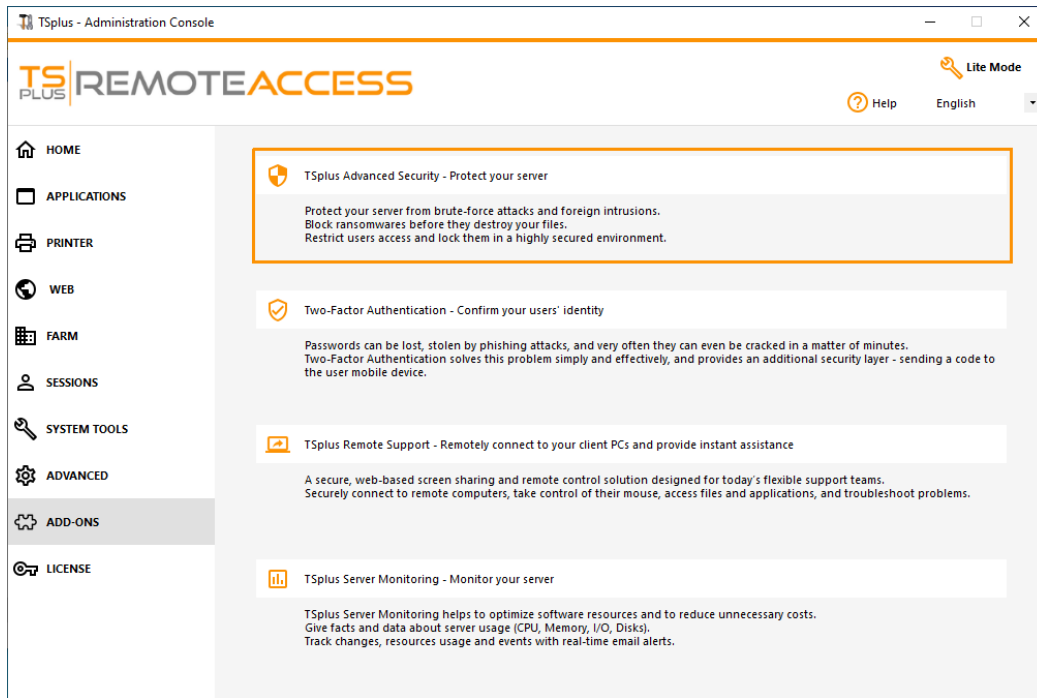 TSplus - Administration Console
TS PLUS REMOTEACCESS
Lite Mode
Help
English
HOME
APPLICATIONS
PRINTER
WEB
FARM
SESSIONS
SYSTEM TOOLS
ADVANCED
ADD-ONS
LICENSE
TSplus Advanced Security - Protect your server
Protect your server from brute-force attacks and foreign intrusions.
Block ransomwares before they destroy your files.
Restrict users access and lock them in a highly secured environment.
Two-Factor Authentication - Confirm your users' identity
Passwords can be lost, stolen by phishing attacks, and very often they can even be cracked in a matter of minutes.
Two-Factor Authentication solves this problem simply and effectively, and provides an additional security layer - sending a code to
the user mobile device.
TSplus Remote Support - Remotely connect to your client PCs and provide instant assistance
A secure, web-based screen sharing and remote control solution designed for today's flexible support teams.
Securely connect to remote computers, take control of their mouse, access files and applications, and troubleshoot problems.
TSplus Server Monitoring - Monitor your server
TSplus Server Monitoring helps to optimize software resources and to reduce unnecessary costs.
Give facts and data about server usage (CPU, Memory, I/O, Disks).
Track changes, resources usage and events with real-time email alerts.